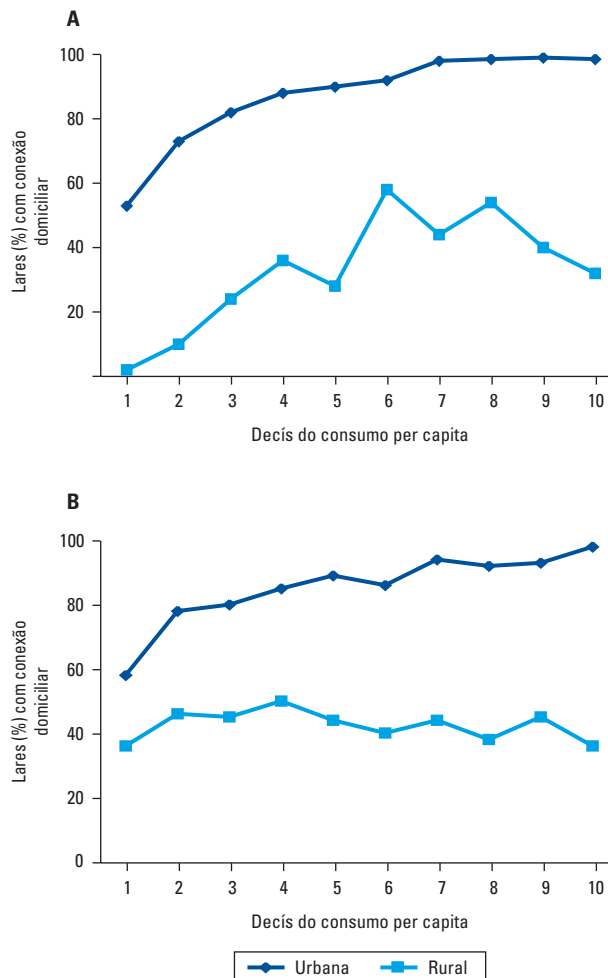 A
100
80
60
40
20
Lares (%) com conexão
domiciliar
1 2 3 4 5 6 7 8 9 10
Decís do consumo per capita
B
100
80
60
40
20
0
Lares (%) com conexão
domiciliar
1 2 3 4 5 6 7 8 9 10
Decís do consumo per capita
Urbana Rural